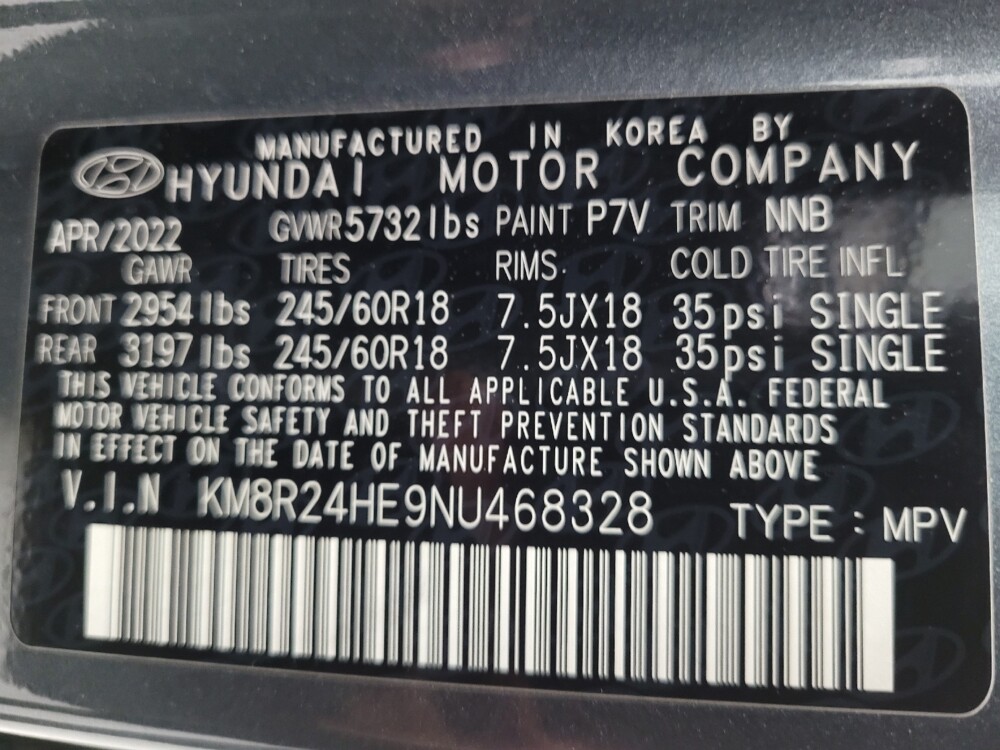 MANUFACTURED IN KOREA BY
HYUNDAI MOTOR COMPANY
APR/2022 GVWR 5732lbs PAINT P7V TRIM NNB
GAWR TIRES RIMS COLD TIRE INFL
FRONT 2954lbs 245/60R18 7.5JX18 35psi SINGLE
REAR 3197lbs 245/60R18 7.5JX18 35psi SINGLE
THIS VEHICLE CONFORMS TO ALL APPLICABLE U.S.A. FEDERAL
MOTOR VEHICLE SAFETY AND THEFT PREVENTION STANDARDS
IN EFFECT ON THE DATE OF MANUFACTURE SHOWN ABOVE
V.I.N KM8R24HE9NU468328 TYPE : MPV